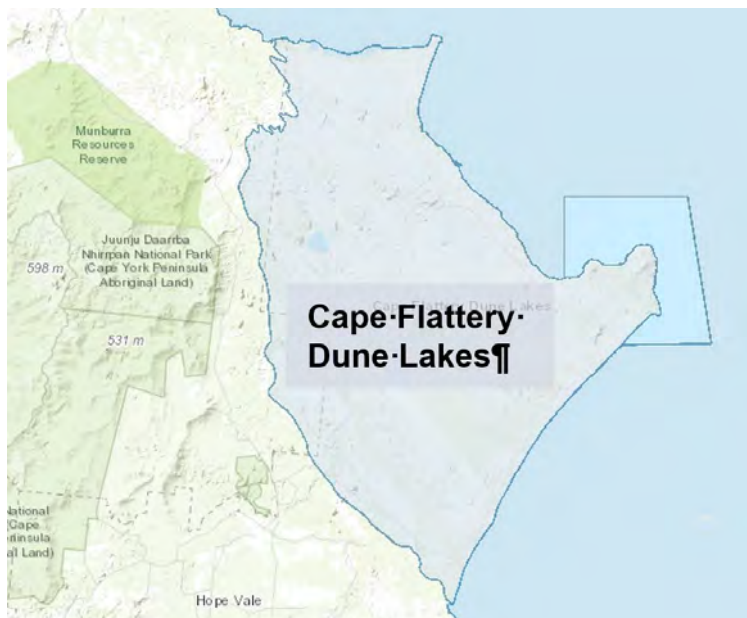 Munburra
Resources
Reserve
Juunju Daarrba
Nhirrpan National Park
(Cape York Peninsula
Aboriginal Land)
598 m
531 m
Cape Flattery Dune Lakes
Cape·Flattery·
Dune·Lakes¶
National
(Cape
Hope Vale